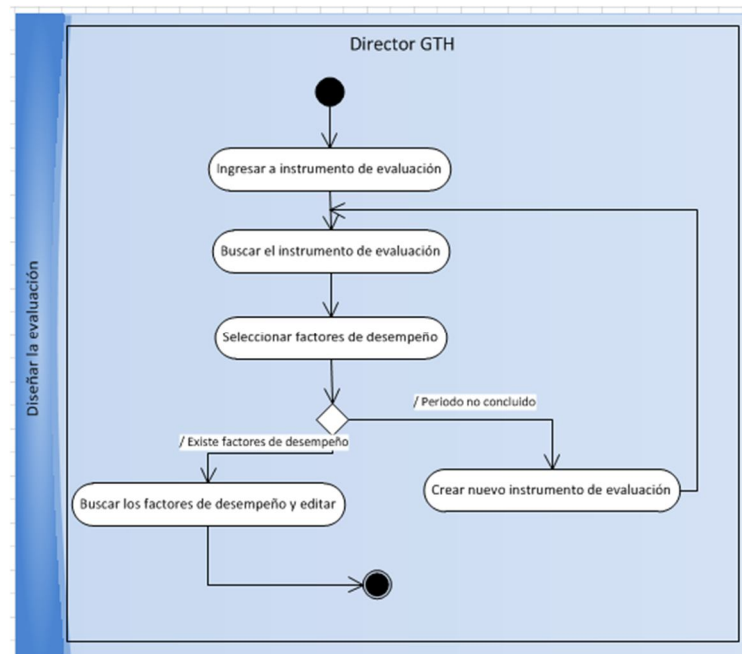 Director GTH
Diseñar la evaluación
Ingresar a instrumento de evaluación
Buscar el instrumento de evaluación
Seleccionar factores de desempeño
/ Periodo no concluido
/ Existe factores de desempeño
Crear nuevo instrumento de evaluación
Buscar los factores de desempeño y editar